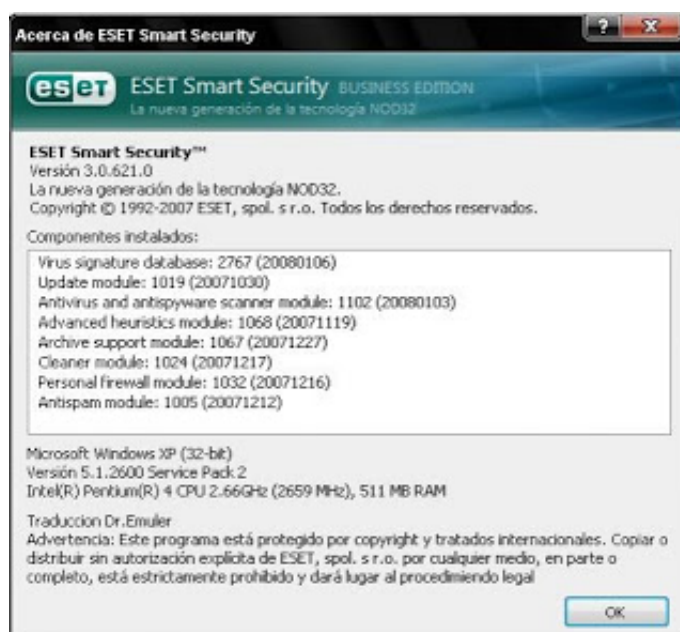 Acerca de ESET Smart Security
eseT ESET Smart Security BUSINESS EDITION
La nueva generación de la tecnología NOD32
ESET Smart Security™
Versión 3.0.621.0
La nueva generación de la tecnología NOD32.
Copyright © 1992-2007 ESET, spol. s r.o. Todos los derechos reservados.
Componentes instalados:
Virus signature database: 2767 (20080106)
Update module: 1019 (20071030)
Antivirus and antispyware scanner module: 1102 (20080103)
Advanced heuristics module: 1068 (20071119)
Archive support module: 1067 (20071227)
Cleaner module: 1024 (20071217)
Personal firewall module: 1032 (20071216)
Antispam module: 1005 (20071212)
Microsoft Windows XP (32-bit)
Versión 5.1.2600 Service Pack 2
Intel(R) Pentium(R) 4 CPU 2.66GHz (2659 MHz), 511 MB RAM
Traduccion Dr.Emuler
Advertencia: Este programa está protegido por copyright y tratados internacionales. Copiar o
distribuir sin autorización explícita de ESET, spol. s r.o. por cualquier medio, en parte o
completo, está estrictamente prohibido y dará lugar al procedimiendo legal
OK